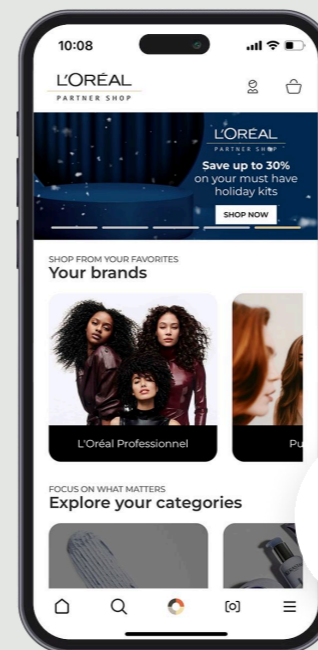 10:08
L'ORÉAL
PARTNER SHOP
L'ORÉAL
PARTNER SHOP
Save up to 30%
on your must have
holiday kits
SHOP NOW
SHOP FROM YOUR FAVORITES
Your brands
L'Oréal Professionnel
Pu
FOCUS ON WHAT MATTERS
Explore your categories